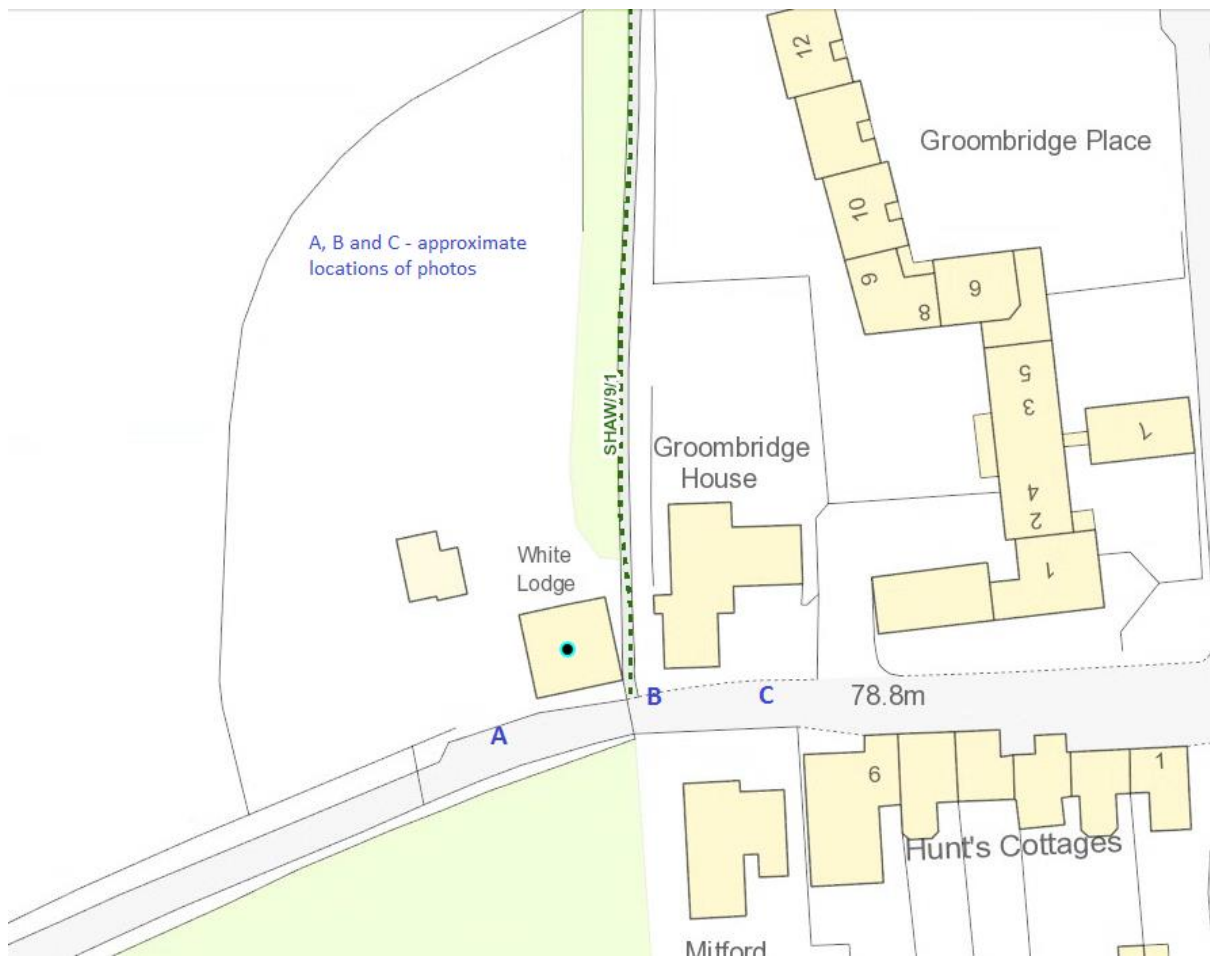 12
Groombridge Place
10
A, B and C - approximate
locations of photos
9
6
8
5
3
SHAW/9/1
Groombridge
House
7
4
2
White
Lodge
1
B
C
78.8m
A
6
1
Hunt's Cottages
Mitford